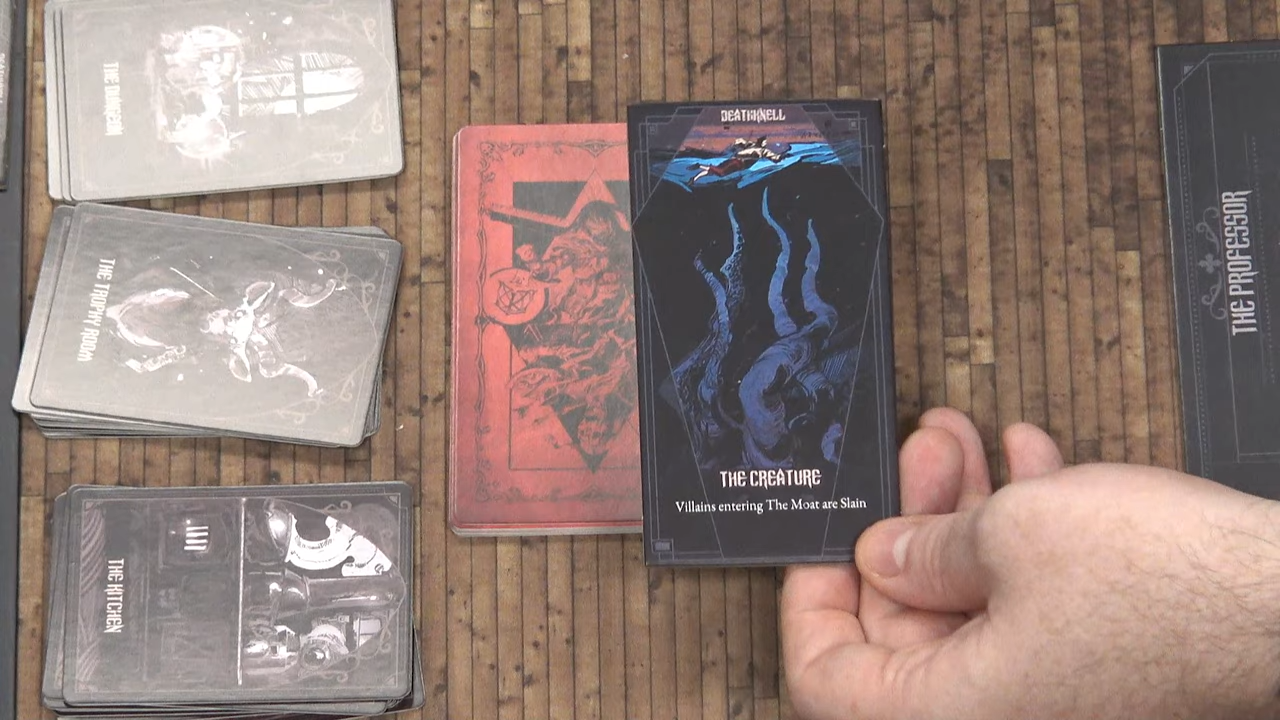 THE DUNGEON
THE TROPHY ROOM
THE KITCHEN
DEATHKNELL
THE CREATURE
Villains entering The Moat are Slain
THE PROFESSOR